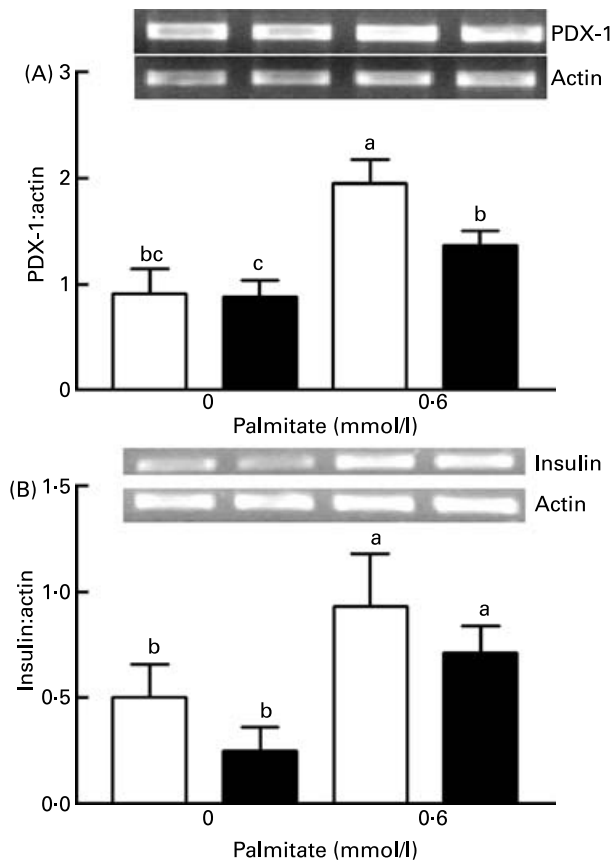 PDX-1
Actin
(A)
3
2
1
0
PDX-1:actin
bc
c
a
b
0
0·6
Palmitate (mmol/l)
Insulin
Actin
(B)
1·5
1·0
0·5
0·0
Insulin:actin
b
b
a
a
0
0·6
Palmitate (mmol/l)